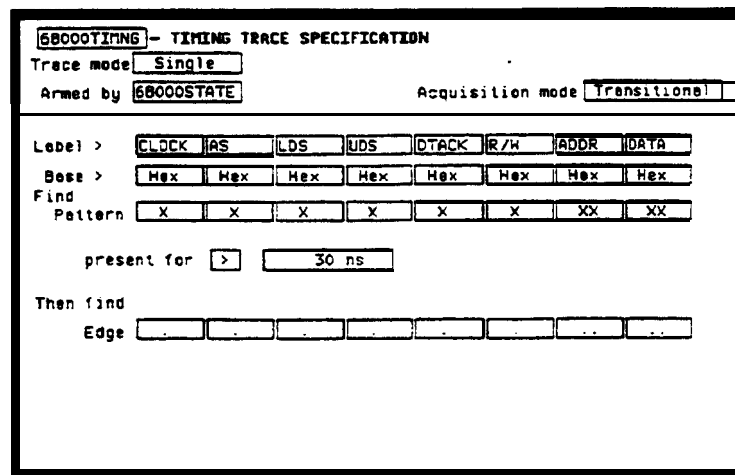 68000TIMNG - TIMING TRACE SPECIFICATION
Trace mode Single
Armed by 68000STATE Acquisition mode Transitional
Label > CLOCK AS LDS UDS DTACK R/W ADDR DATA
Base > Hex Hex Hex Hex Hex Hex Hex Hex
Find
Pattern X X X X X X XX XX
present for > 30 ns
Then find
Edge . . . . . . .. ..